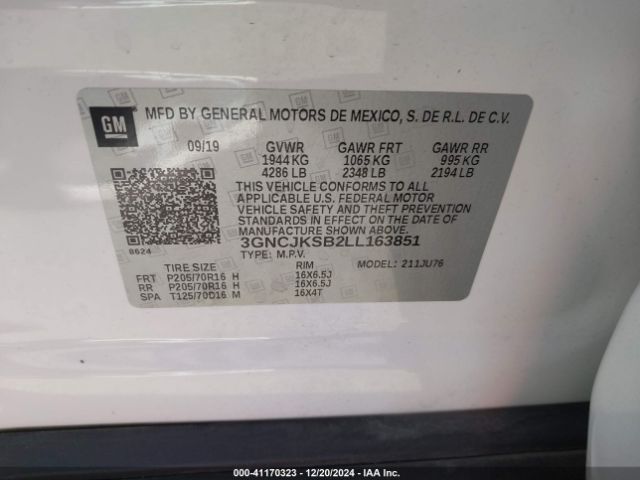 GM
MFD BY GENERAL MOTORS DE MEXICO, S. DE R.L. DE C.V.
09/19 GVWR GAWR FRT GAWR RR
1944 KG 1065 KG 995 KG
4286 LB 2348 LB 2194 LB
THIS VEHICLE CONFORMS TO ALL
APPLICABLE U.S. FEDERAL MOTOR
VEHICLE SAFETY AND THEFT PREVENTION
STANDARDS IN EFFECT ON THE DATE OF
MANUFACTURE SHOWN ABOVE.
8624 3GNCJKSB2LL163851
TYPE: M.P.V. MODEL: 211JU76
TIRE SIZE RIM
FRT P205/70R16 H 16X6.5J
RR P205/70R16 H 16X6.5J
SPA T125/70D16 M 16X4T
000-41170323 — 12/20/2024 — IAA Inc.